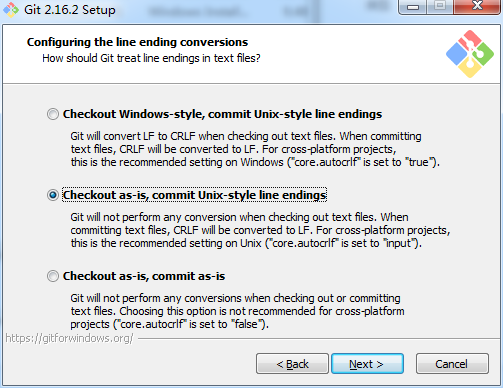 Git 2.16.2 Setup
Configuring the line ending conversions
How should Git treat line endings in text files?
Checkout Windows-style, commit Unix-style line endings
Git will convert LF to CRLF when checking out text files. When committing
text files, CRLF will be converted to LF. For cross-platform projects,
this is the recommended setting on Windows ("core.autocrlf" is set to "true").
Checkout as-is, commit Unix-style line endings
Git will not perform any conversion when checking out text files. When
committing text files, CRLF will be converted to LF. For cross-platform projects,
this is the recommended setting on Unix ("core.autocrlf" is set to "input").
Checkout as-is, commit as-is
Git will not perform any conversions when checking out or committing
text files. Choosing this option is not recommended for cross-platform
projects ("core.autocrlf" is set to "false").
https://gitforwindows.org/
< Back
Next >
Cancel